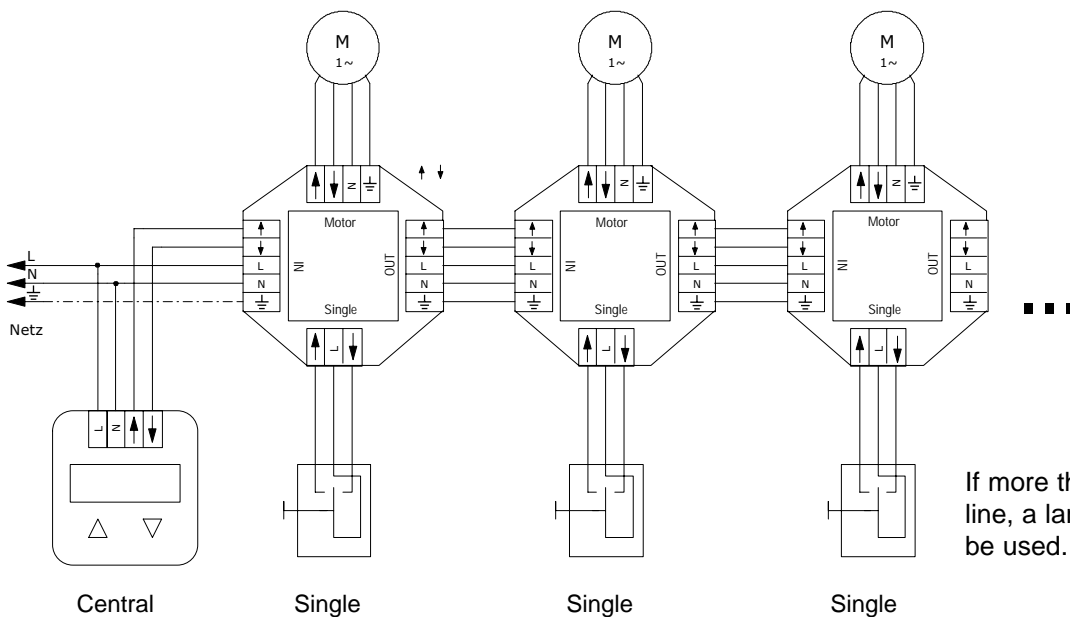 M
1~
M
1~
M
1~
N
N
N
Motor
Motor
Motor
L
N
Netz
IN
OUT
L
N
L
N
IN
OUT
L
N
L
N
IN
OUT
L
N
L
N
Single
Single
Single
L
L
L
L
N
If more th
line, a lar
be used.
Central
Single
Single
Single